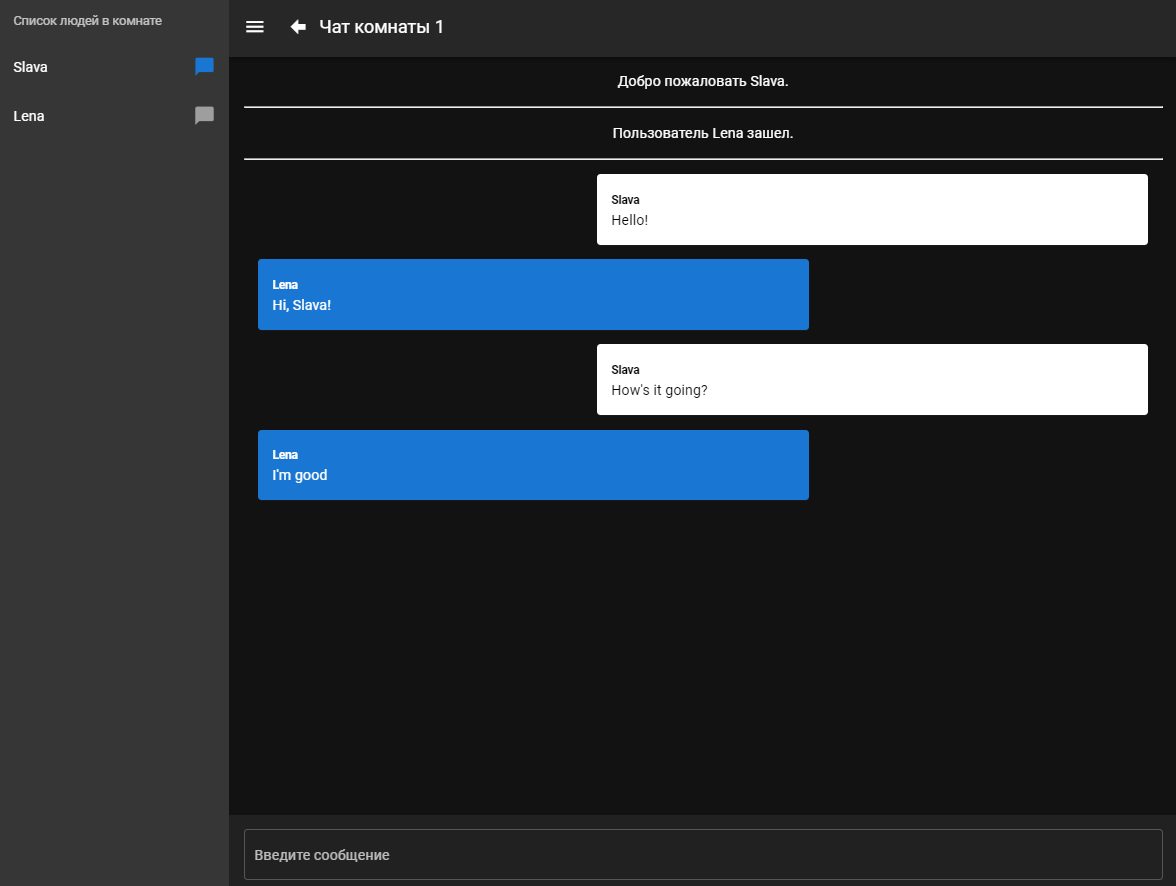 Список людей в комнате
Slava
Lena
Чат комнаты 1
Добро пожаловать Slava.
Пользователь Lena зашел.
Slava
Hello!
Lena
Hi, Slava!
Slava
How's it going?
Lena
I'm good
Введите сообщение